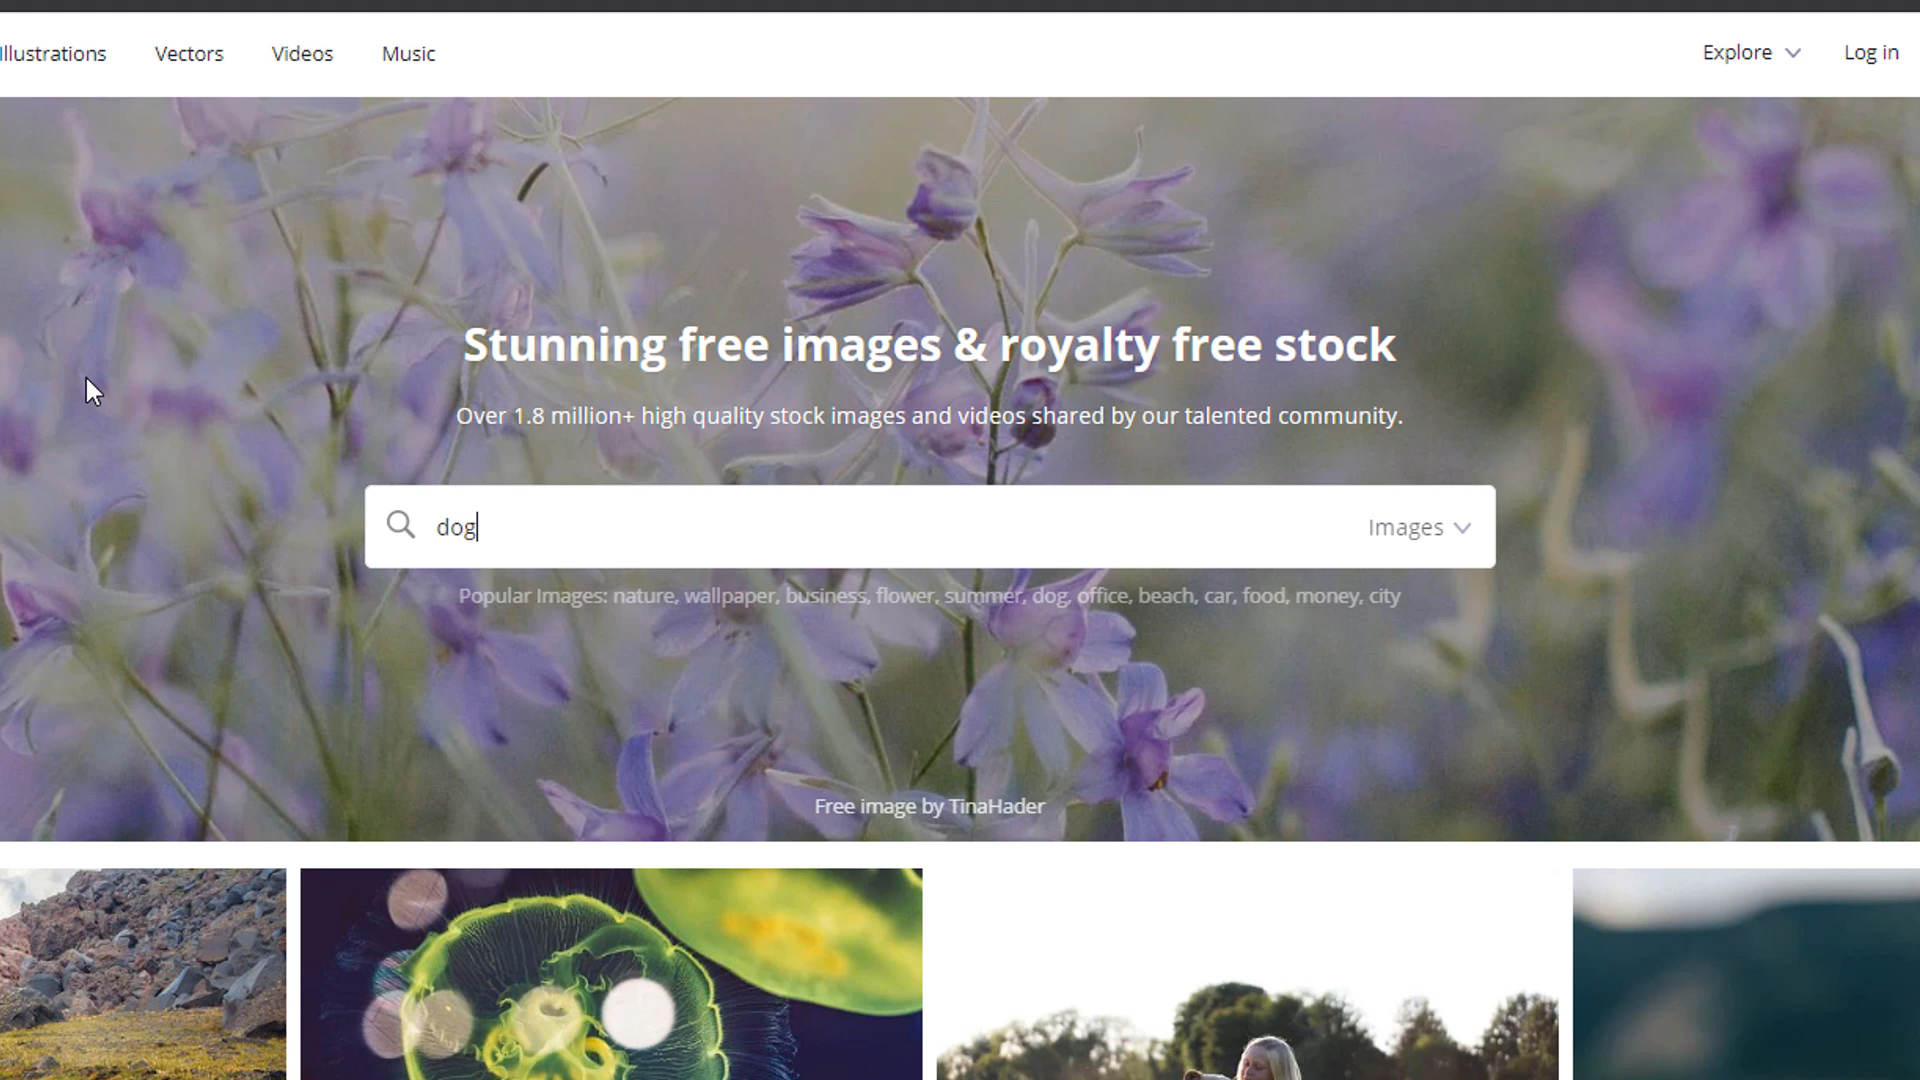 Illustrations Vectors Videos Music Explore Log in
Stunning free images & royalty free stock
Over 1.8 million+ high quality stock images and videos shared by our talented community.
dog Images
Popular Images: nature, wallpaper, business, flower, summer, dog, office, beach, car, food, money, city
Free image by TinaHader